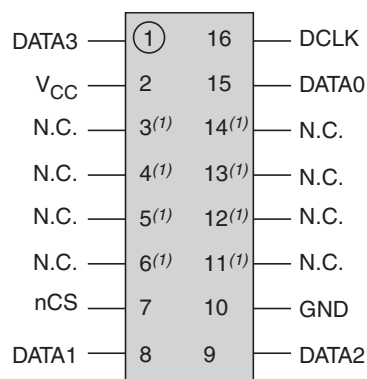 DATA3 1 16 DCLK
VCC 2 15 DATA0
N.C. 3(1) 14(1) N.C.
N.C. 4(1) 13(1) N.C.
N.C. 5(1) 12(1) N.C.
N.C. 6(1) 11(1) N.C.
nCS 7 10 GND
DATA1 8 9 DATA2